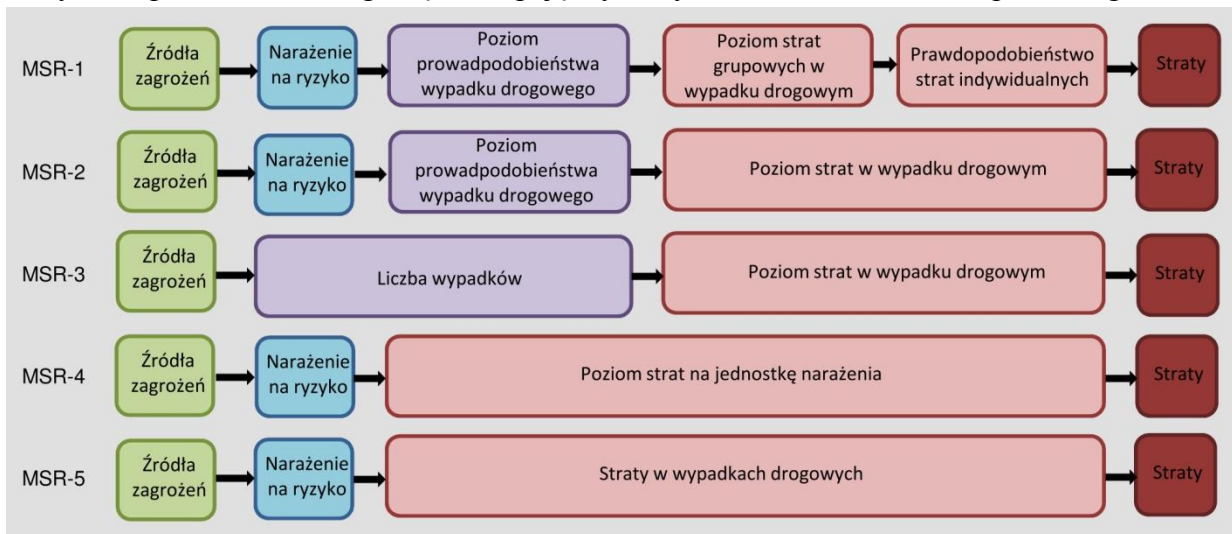 MSR-1
Źródła
zagrożeń
Narażenie
na ryzyko
Poziom
prowadpodobieństwa
wypadku drogowego
Poziom strat
grupowych w
wypadku drogowym
Prawdopodobieństwo
strat indywidualnych
Straty
MSR-2
Źródła
zagrożeń
Narażenie
na ryzyko
Poziom
prowadpodobieństwa
wypadku drogowego
Poziom strat w wypadku drogowym
Straty
MSR-3
Źródła
zagrożeń
Liczba wypadków
Poziom strat w wypadku drogowym
Straty
MSR-4
Źródła
zagrożeń
Narażenie
na ryzyko
Poziom strat na jednostkę narażenia
Straty
MSR-5
Źródła
zagrożeń
Narażenie
na ryzyko
Straty w wypadkach drogowych
Straty